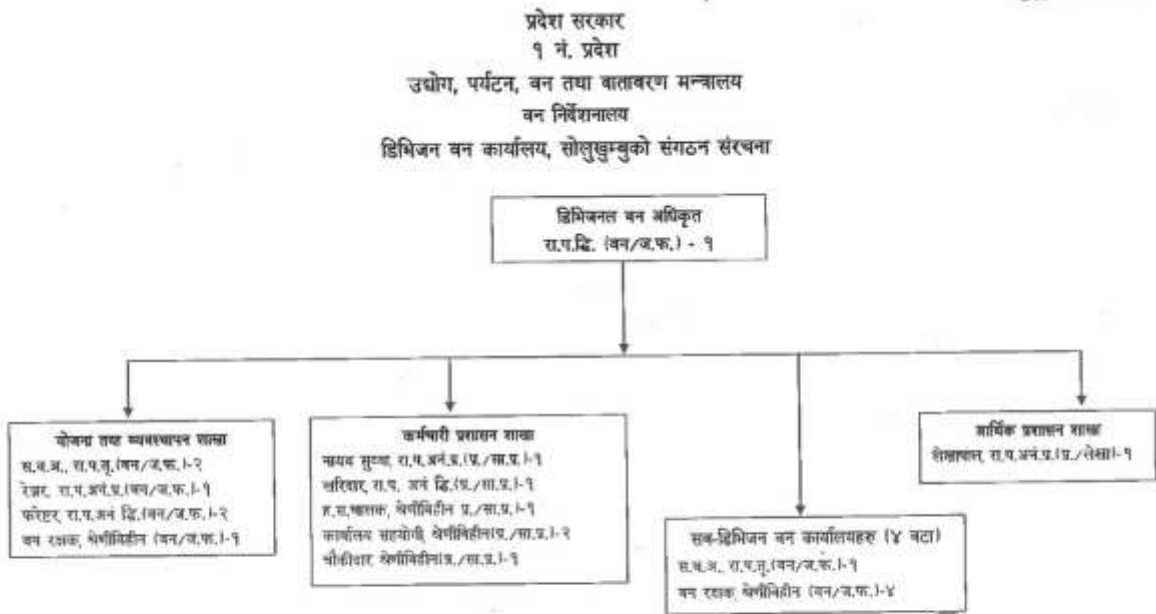 प्रदेश सरकार
१ नं. प्रदेश
उद्योग, पर्यटन, वन तथा वातावरण मन्त्रालय
वन निर्देशनालय
डिभिजन वन कार्यालय, सोलुखुम्बुको संगठन संरचना
डिभिजनल वन अधिकृत
रा.प.द्धि. (वन/ज.फ.) - १
योजना तथा व्यवस्थापन शाखा
स.व.अ., रा.प.तृ.(वन/ज.फ.)-२
रेञ्जर, रा.प.अनं.प्र.(वन/ज.फ.)-१
फरेष्टर, रा.प.अनं द्धि.(वन/ज.फ.)-२
वन रक्षक, श्रेणीविहीन (वन/ज.फ.)-१
कर्मचारी प्रशासन शाखा
नायव सुव्वा, रा.प.अनं.प्र.(प्र./सा.प्र.)-१
खरिदार, रा.प. अनं द्धि.(प्र./सा.प्र.)-१
ह.स.चालक, श्रेणीविहीन प्र./सा.प्र.)-१
कार्यालय सहयोगी, श्रेणीविहीन(प्र./सा.प्र.)-२
चौकीदार श्रेणीविहीन(प्र./सा.प्र.)-१
सव-डिभिजन वन कार्यालयहरु (४ वटा)
स.व.अ., रा.प.तृ.(वन/ज.फ.)-१
वन रक्षक, श्रेणीविहीन (वन/ज.फ.)-४
आर्थिक प्रशासन शाखा
लेखापाल, रा.प.अनं.प्र.(प्र./लेखा)-१